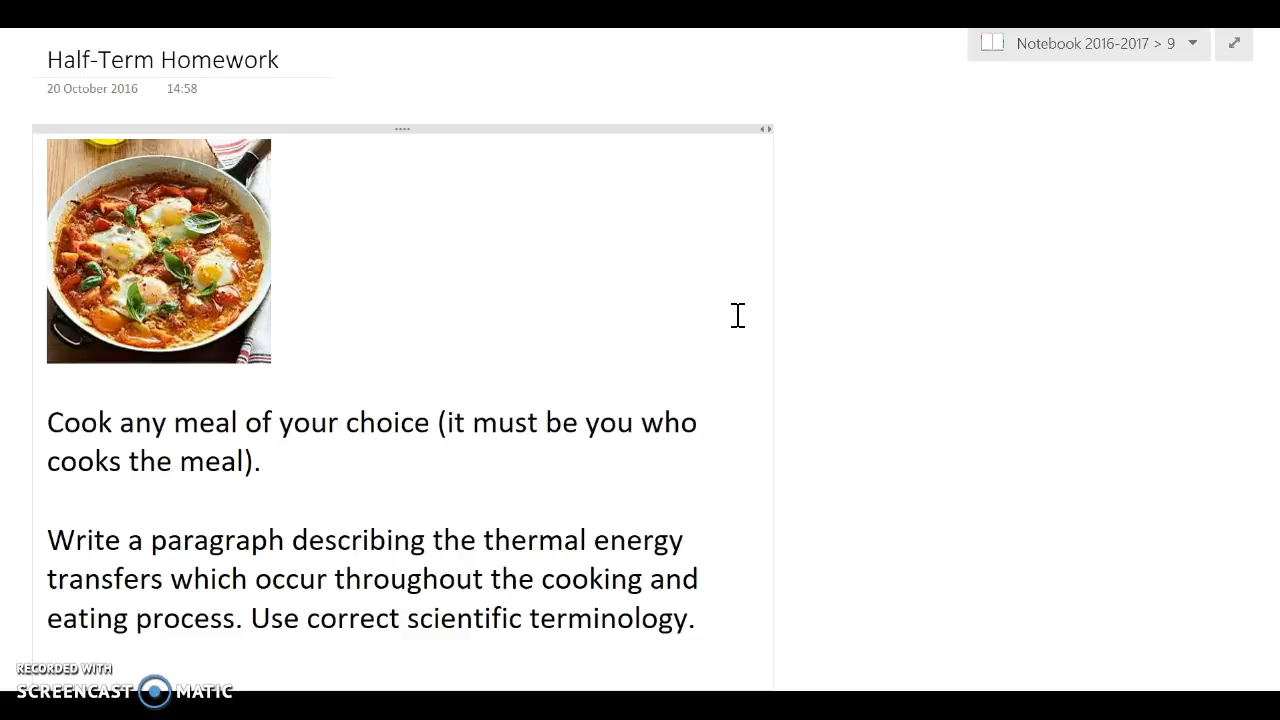 Half-Term Homework
20 October 2016 14:58
Notebook 2016-2017 > 9
Cook any meal of your choice (it must be you who
cooks the meal).
Write a paragraph describing the thermal energy
transfers which occur throughout the cooking and
eating process. Use correct scientific terminology.
RECORDED WITH
SCREENCAST MATIC